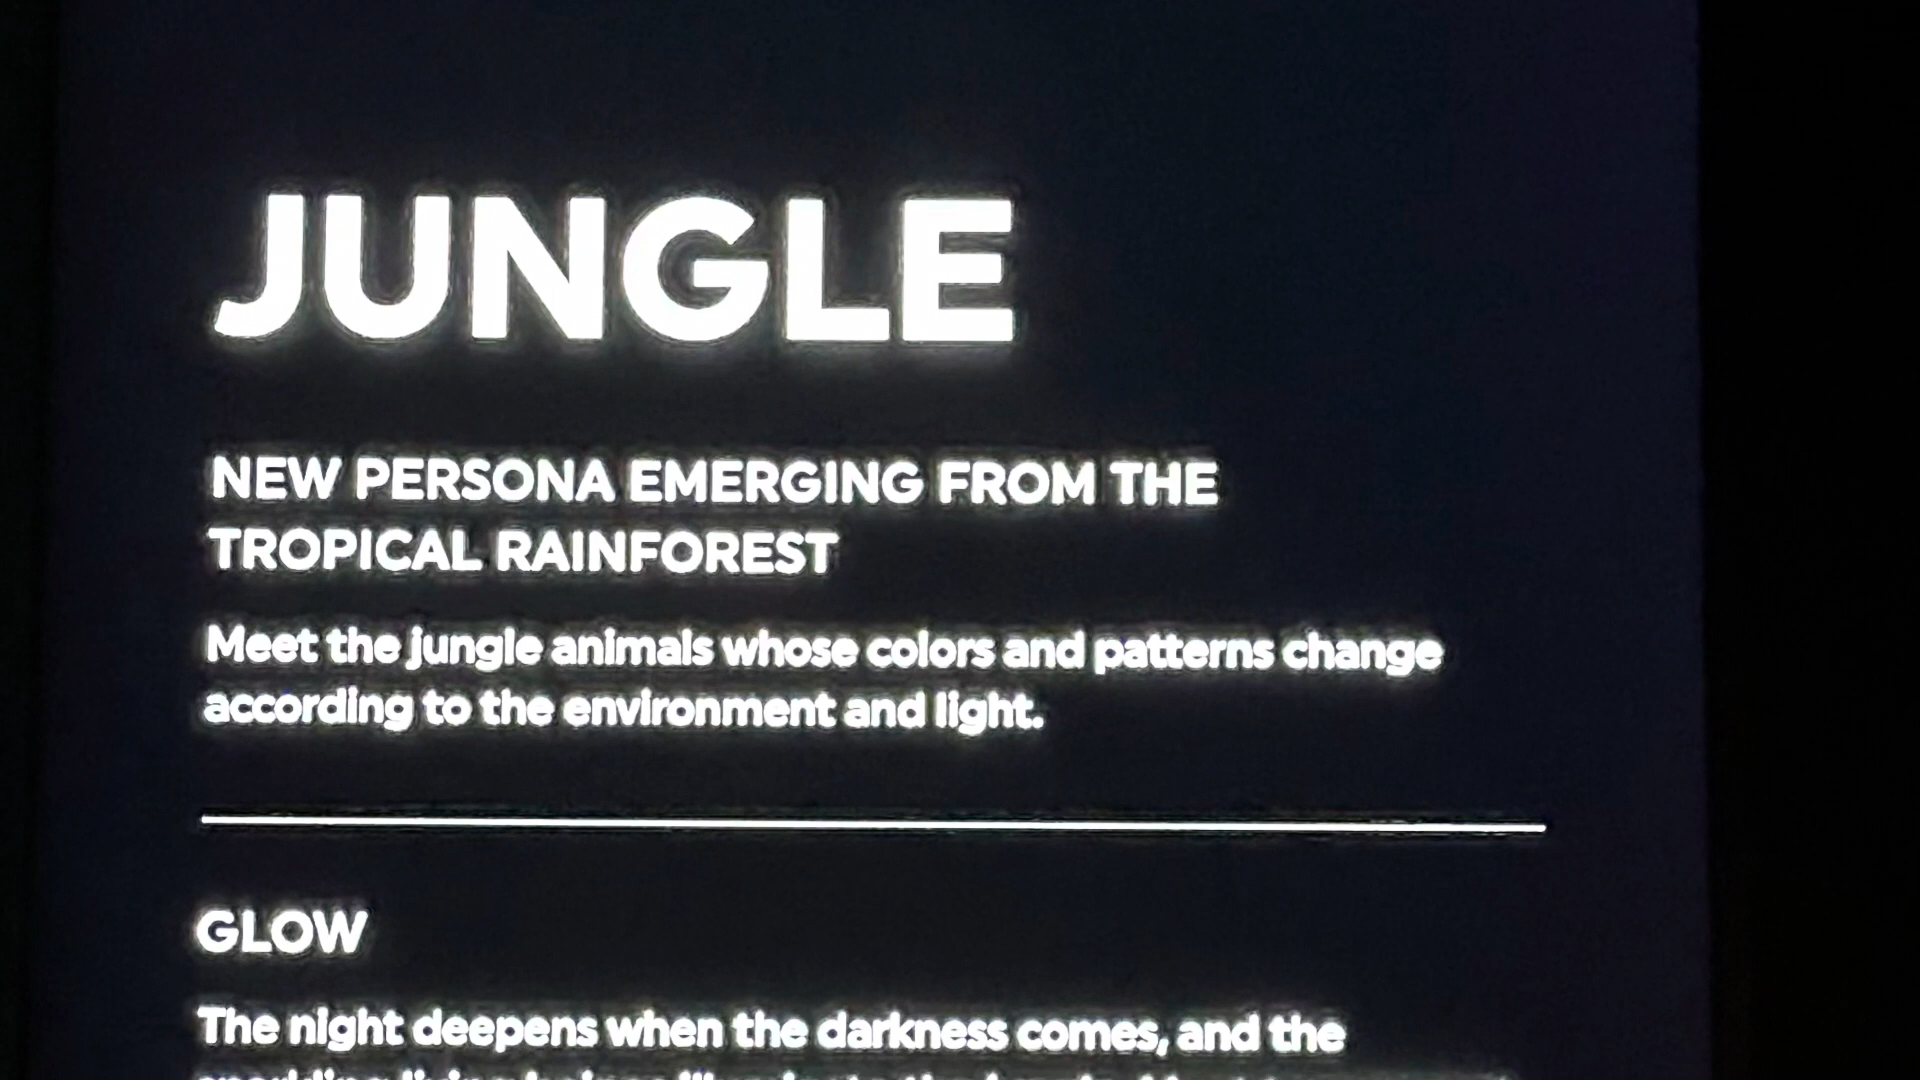 JUNGLE
NEW PERSONA EMERGING FROM THE
TROPICAL RAINFOREST
Meet the jungle animals whose colors and patterns change
according to the environment and light.
GLOW
The night deepens when the darkness comes, and the